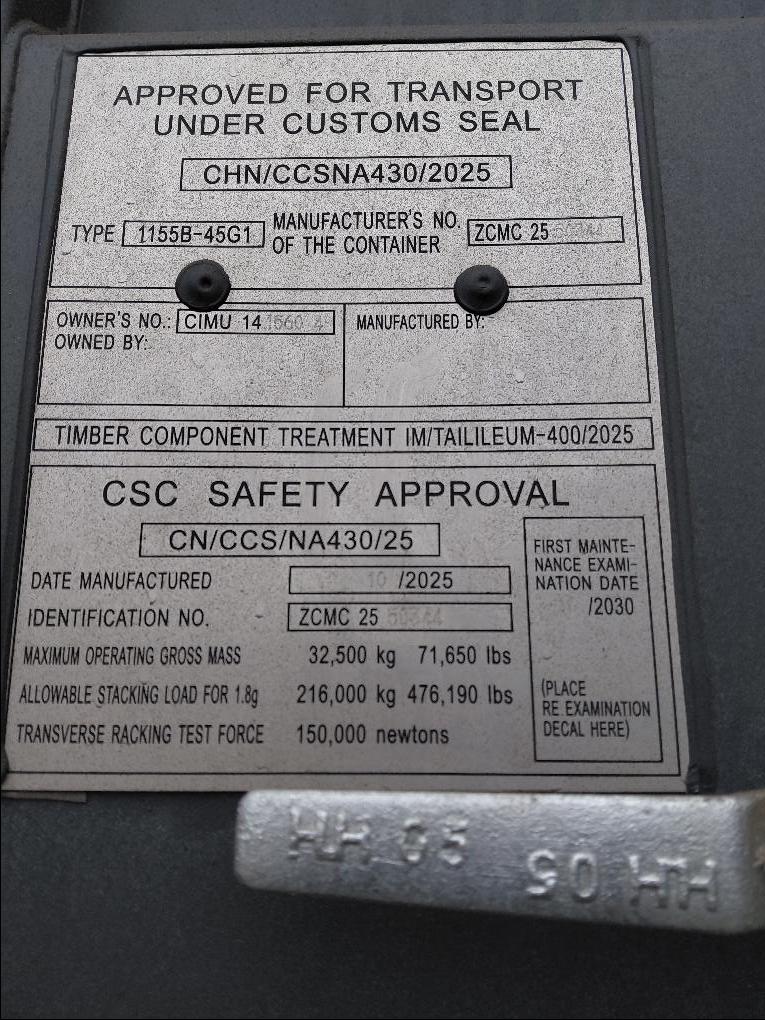 APPROVED FOR TRANSPORT
UNDER CUSTOMS SEAL
CHN/CCSNA430/2025
TYPE 1155B-45G1 MANUFACTURER'S NO. OF THE CONTAINER ZCMC 25
OWNER'S NO.: CIMU 14
OWNED BY:
MANUFACTURED BY:
TIMBER COMPONENT TREATMENT IM/TAILILEUM-400/2025
CSC SAFETY APPROVAL
CN/CCS/NA430/25
DATE MANUFACTURED 10 /2025
IDENTIFICATION NO. ZCMC 25
MAXIMUM OPERATING GROSS MASS 32,500 kg 71,650 lbs
ALLOWABLE STACKING LOAD FOR 1.8g 216,000 kg 476,190 lbs
TRANSVERSE RACKING TEST FORCE 150,000 newtons
FIRST MAINTE-
NANCE EXAMI-
NATION DATE
/2030
(PLACE
RE EXAMINATION
DECAL HERE)
HH 05
HH 05